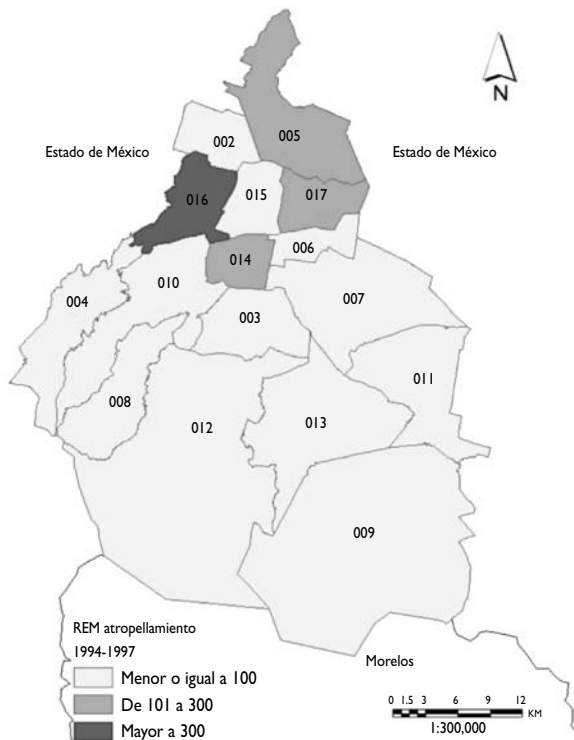 N
002
005
Estado de México
Estado de México
016
015
017
006
014
010
004
007
003
011
008
012
013
009
REM atropellamiento
1994-1997
Menor o igual a 100
De 101 a 300
Mayor a 300
Morelos
0 1.5 3 6 9 12
KM
1:300,000